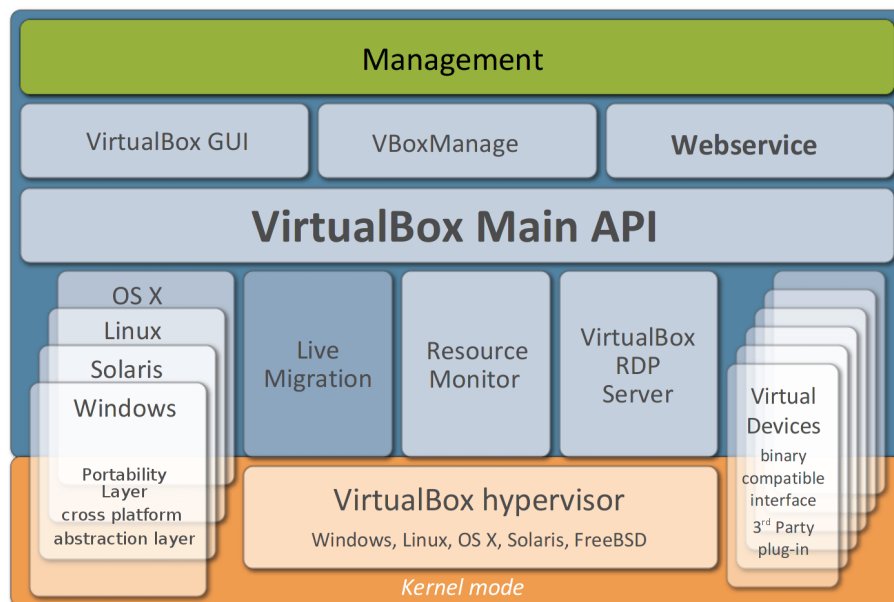 Management
VirtualBox GUI
VBoxManage
Webservice
VirtualBox Main API
OS X
Linux
Solaris
Windows
Portability
Layer
cross platform
abstraction layer
Live
Migration
Resource
Monitor
VirtualBox
RDP
Server
Virtual
Devices
binary
compatible
interface
3rd Party
plug-in
VirtualBox hypervisor
Windows, Linux, OS X, Solaris, FreeBSD
Kernel mode